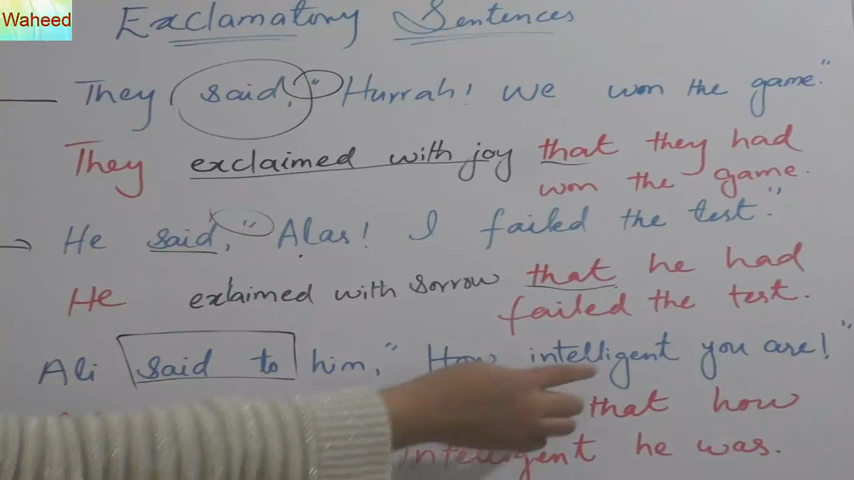 Waheed
Exclamatory Sentences
They said, "Hurrah! We won the game."
They exclaimed with joy that they had
won the game.
He said, "Alas! I failed the test."
He exclaimed with sorrow that he had
failed the test.
Ali said to him, "How intelligent you are!"
that how
intelligent he was.